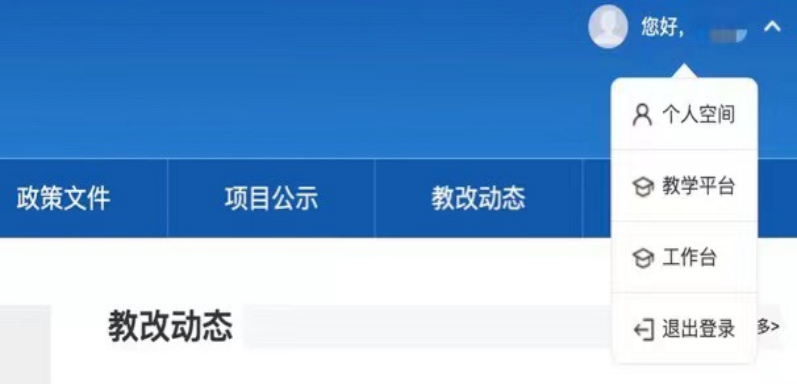 您好,
个人空间
教学平台
工作台
退出登录
政策文件
项目公示
教改动态
教改动态
多>